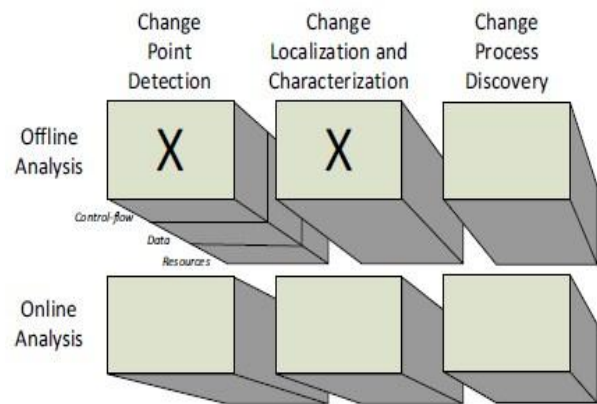 Change
Point
Detection
Change
Localization and
Characterization
Change
Process
Discovery
Offline
Analysis
X
X
Control-flow
Data
Resources
Online
Analysis